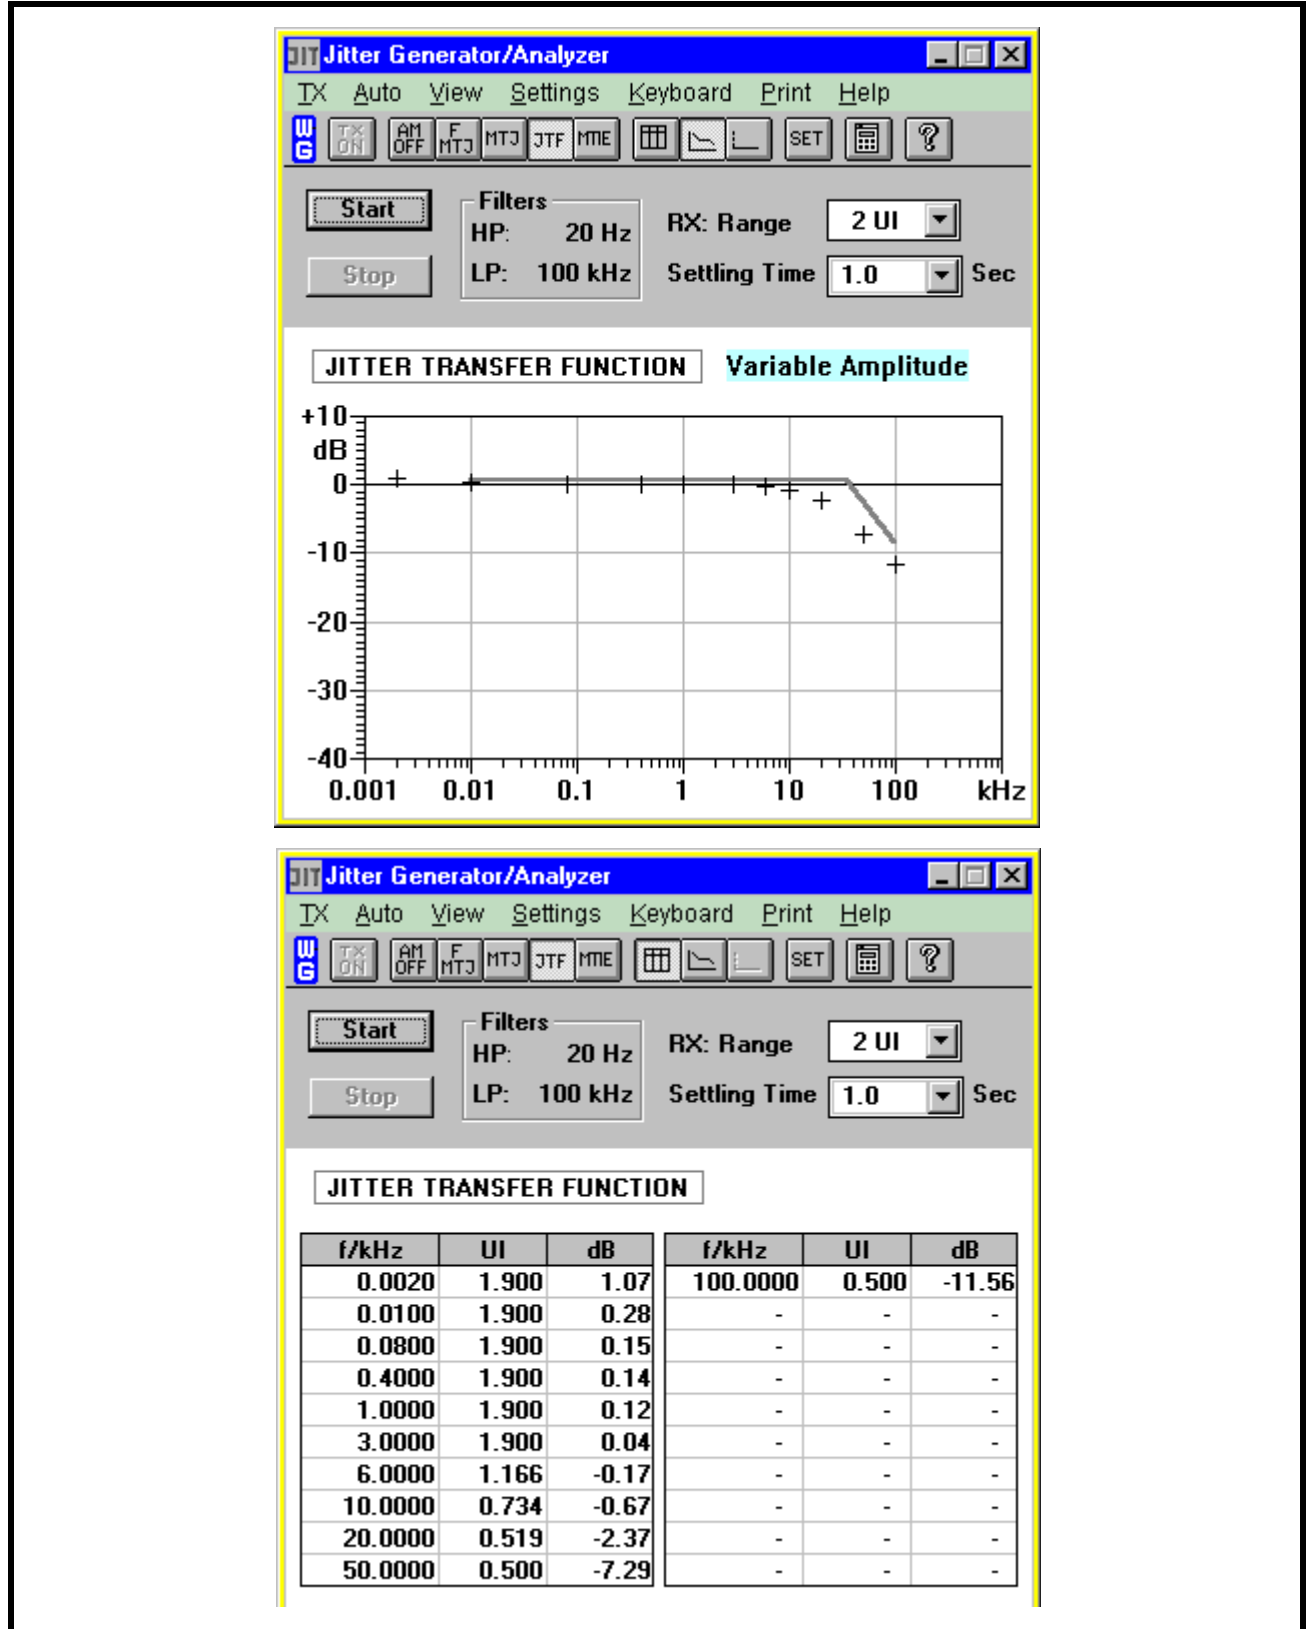 JIT Jitter Generator/Analyzer
TX Auto View Settings Keyboard Print Help
WG TX ON AM OFF F MTJ MTJ JTF MTIE SET ?
Start
Filters
HP: 20 Hz
RX: Range 2 UI
Stop
LP: 100 kHz
Settling Time 1.0 Sec
JITTER TRANSFER FUNCTION Variable Amplitude
+10
dB
0
-10
-20
-30
-40
0.001 0.01 0.1 1 10 100 kHz
JIT Jitter Generator/Analyzer
TX Auto View Settings Keyboard Print Help
WG TX ON AM OFF F MTJ MTJ JTF MTIE SET ?
Start
Filters
HP: 20 Hz
RX: Range 2 UI
Stop
LP: 100 kHz
Settling Time 1.0 Sec
JITTER TRANSFER FUNCTION
f/kHz UI dB f/kHz UI dB
0.0020 1.900 1.07 100.0000 0.500 -11.56
0.0100 1.900 0.28 - - -
0.0800 1.900 0.15 - - -
0.4000 1.900 0.14 - - -
1.0000 1.900 0.12 - - -
3.0000 1.900 0.04 - - -
6.0000 1.166 -0.17 - - -
10.0000 0.734 -0.67 - - -
20.0000 0.519 -2.37 - - -
50.0000 0.500 -7.29 - - -